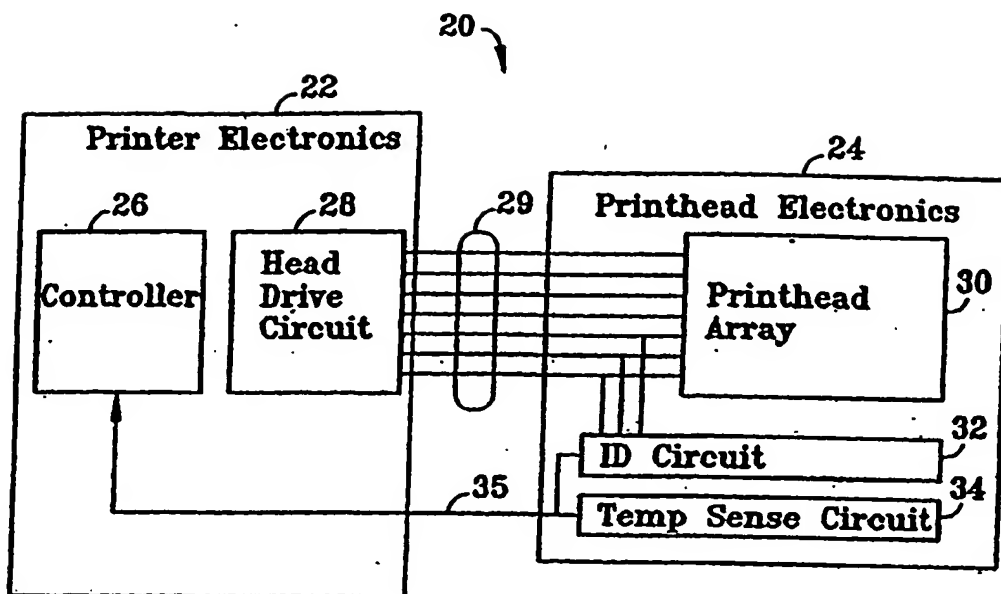 20
22
Printer Electronics
24
26
28
29
Printhead Electronics
Controller
Head
Drive
Circuit
Printhead
Array
30
32
ID Circuit
35
34
Temp Sense Circuit